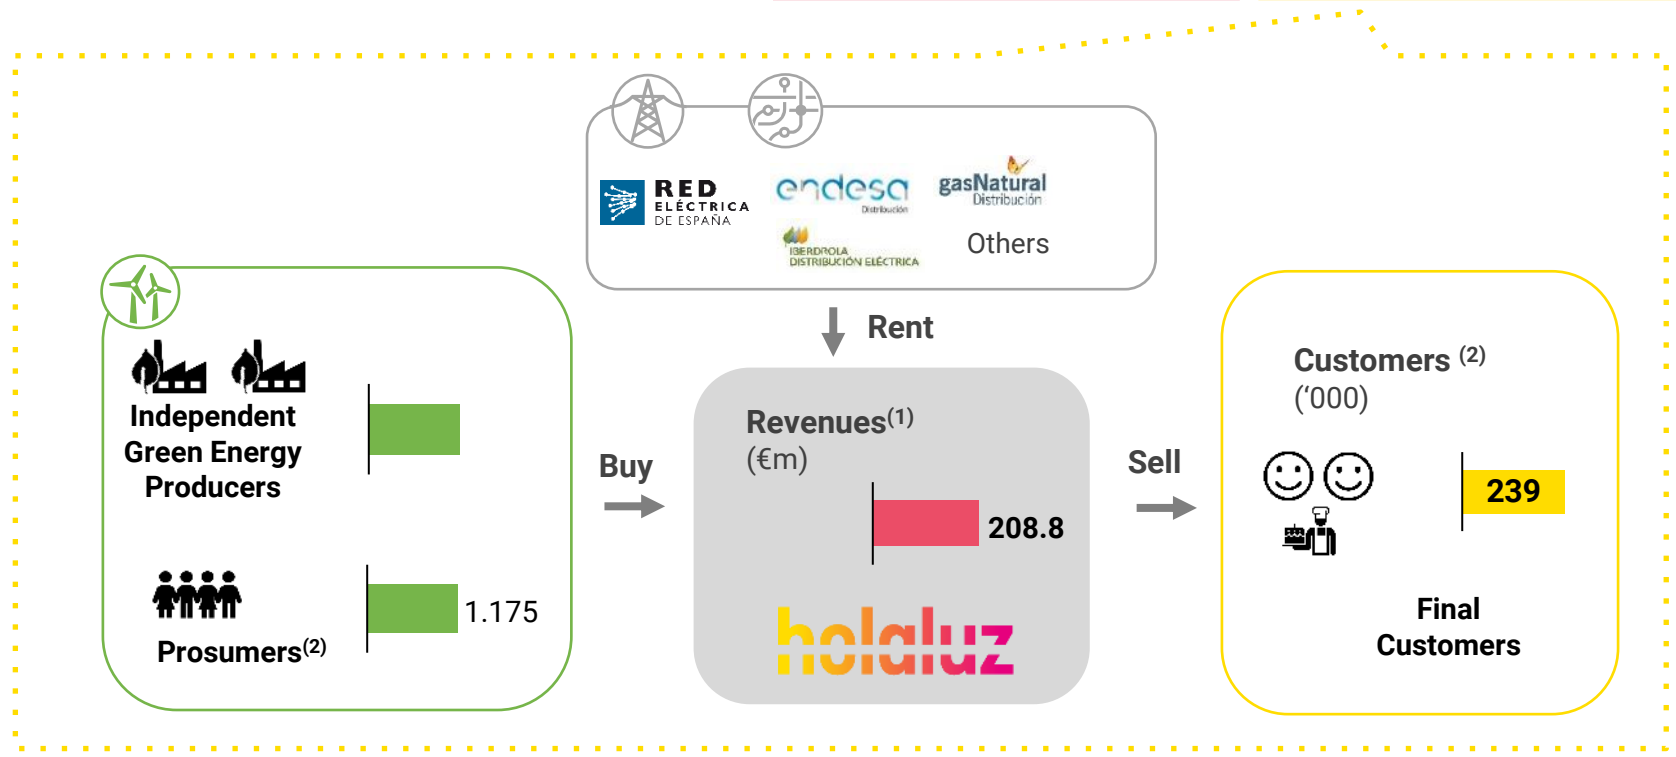 RED
ELÉCTRICA
DE ESPAÑA
endesa
Distribución
gasNatural
Distribución
IBERDROLA
DISTRIBUCIÓN ELÉCTRICA
Others
Rent
Independent
Green Energy
Producers
Prosumers(2)
1.175
Buy
Revenues(1)
(€m)
208.8
holaluz
Sell
Customers (2)
(‘000)
239
Final
Customers